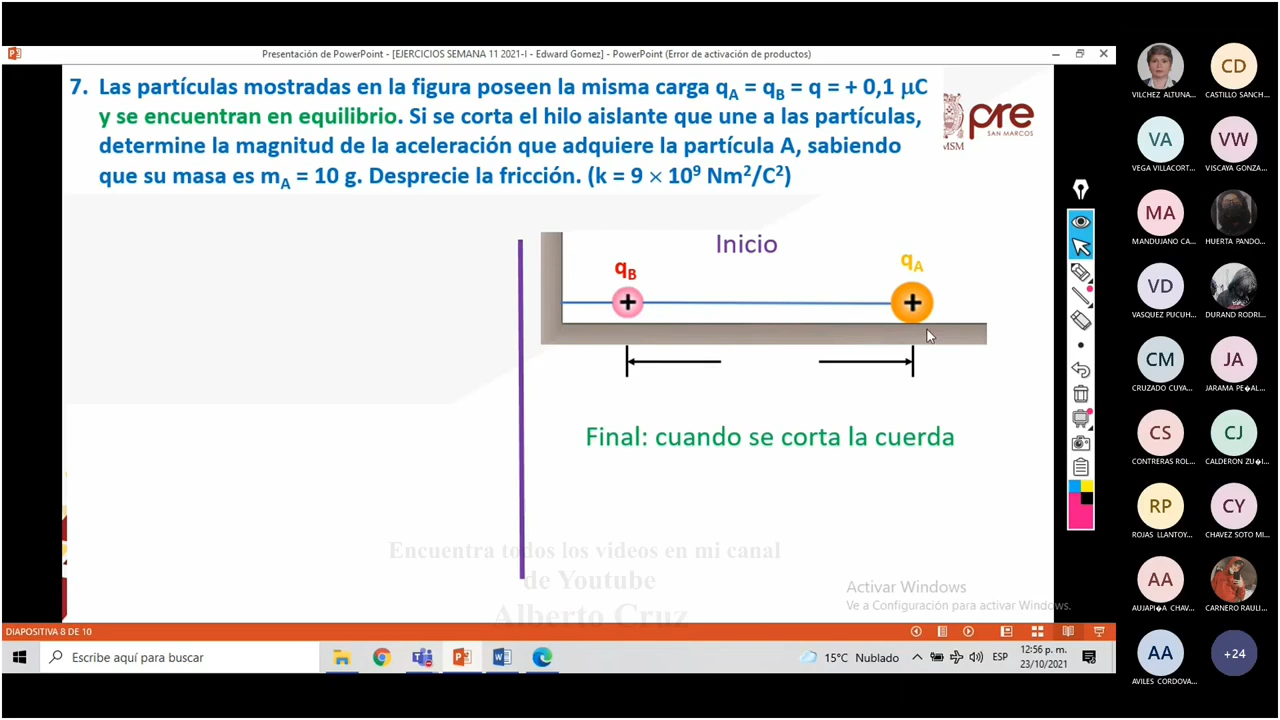 Presentación de PowerPoint - [EJERCICIOS SEMANA 11 2021-I - Edward Gomez] - PowerPoint (Error de activación de productos)
7. Las partículas mostradas en la figura poseen la misma carga qA = qB = q = + 0,1 μC
y se encuentran en equilibrio. Si se corta el hilo aislante que une a las partículas,
determine la magnitud de la aceleración que adquiere la partícula A, sabiendo
que su masa es mA = 10 g. Desprecie la fricción. (k = 9 × 10⁹ Nm²/C²)
pre
SAN MARCOS
MSM
Inicio
qB
qA
+
+
Final: cuando se corta la cuerda
Encuentra todos los videos en mi canal
de Youtube
Alberto Cruz
Activar Windows
Ve a Configuración para activar Windows.
DIAPOSITIVA 8 DE 10
Escribe aquí para buscar
15°C Nublado
ESP
12:56 p. m.
23/10/2021
VILCHEZ ALTUNA...
CD
CASTILLO SANCH...
VA
VEGA VILLACORT...
VW
VISCAYA GONZA...
MA
MANDUJANO CA...
HUERTA PANDO...
VD
VASQUEZ PUCUH...
DURAND RODRI...
CM
CRUZADO CUYA...
JA
JARAMA PE�AL...
CS
CONTRERAS ROL...
CJ
CALDERON ZU�I...
RP
ROJAS LLANTOY...
CY
CHAVEZ SOTO MI...
AA
AUJAPI�A CHAV...
CARNERO RAULI...
AA
AVILES CORDOVA...
+24